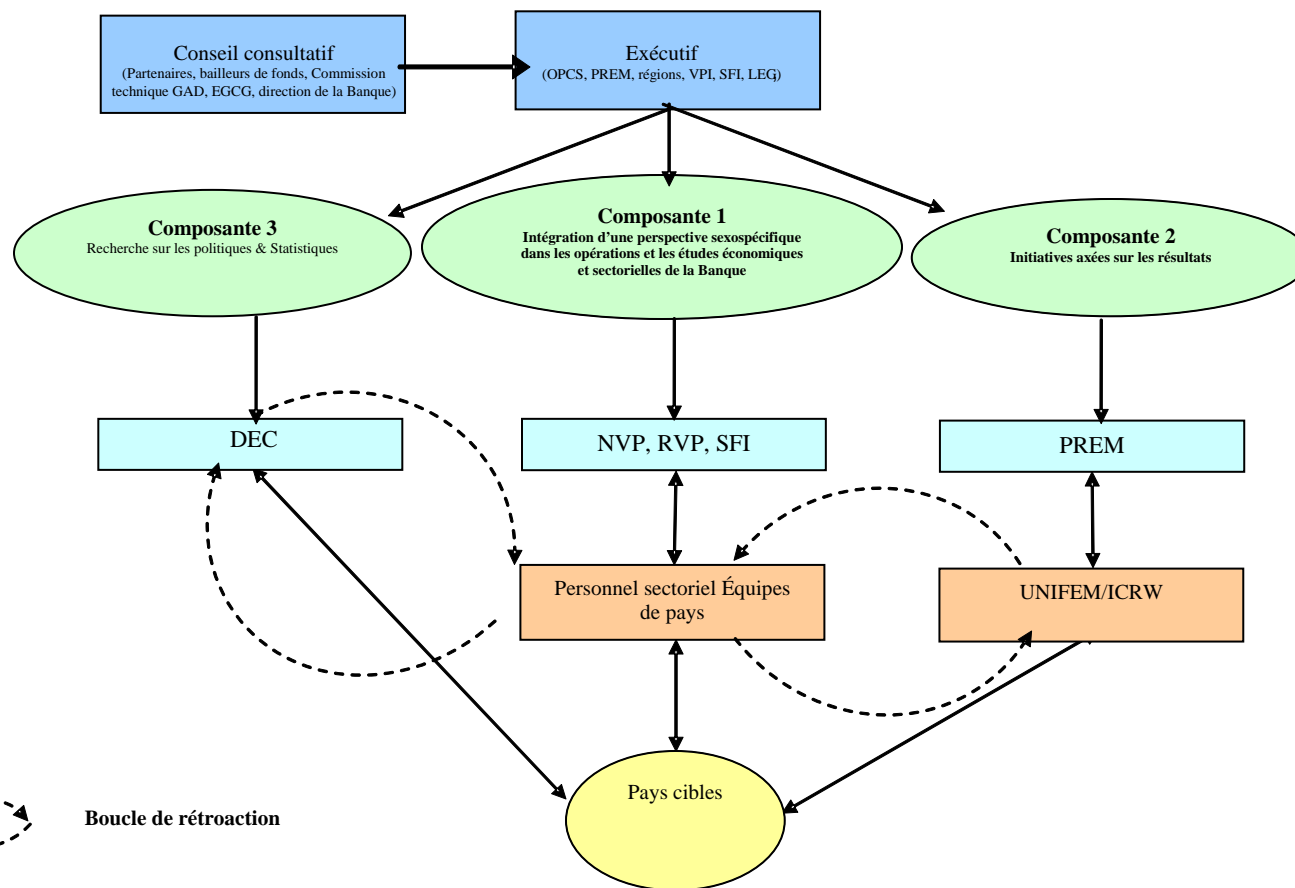 Conseil consultatif
(Partenaires, bailleurs de fonds, Commission
technique GAD, EGCG, direction de la Banque)
Exécutif
(OPCS, PREM, régions, VPI, SFI, LEG)
Composante 3
Recherche sur les politiques & Statistiques
Composante 1
Intégration d’une perspective sexospécifique
dans les opérations et les études économiques
et sectorielles de la Banque
Composante 2
Initiatives axées sur les résultats
DEC
NVP, RVP, SFI
PREM
Personnel sectoriel Équipes
de pays
UNIFEM/ICRW
Pays cibles
Boucle de rétroaction